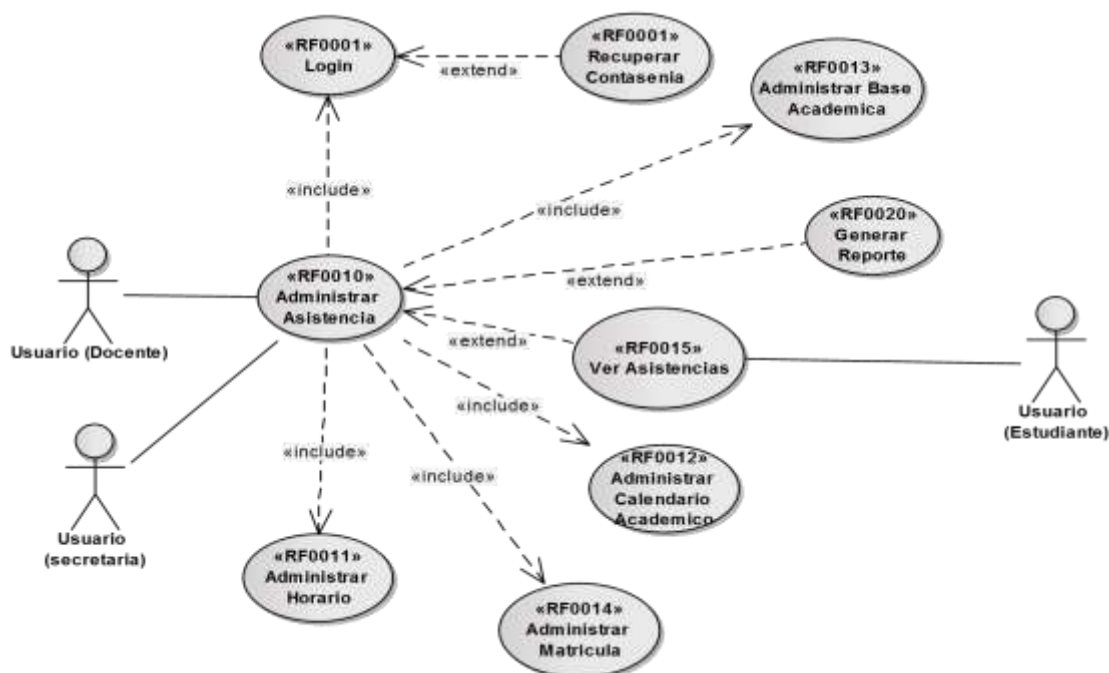 «RF0001»
Login
«extend»
«RF0001»
Recuperar
Contasenia
«RF0013»
Administrar Base
Academica
«include»
«include»
«RF0020»
Generar
Reporte
«extend»
«RF0010»
Administrar
Asistencia
Usuario (Docente)
«extend»
«RF0015»
Ver Asistencias
Usuario
(Estudiante)
«include»
«include»
«include»
«RF0012»
Administrar
Calendario
Academico
Usuario
(secretaria)
«RF0011»
Administrar
Horario
«RF0014»
Administrar
Matricula